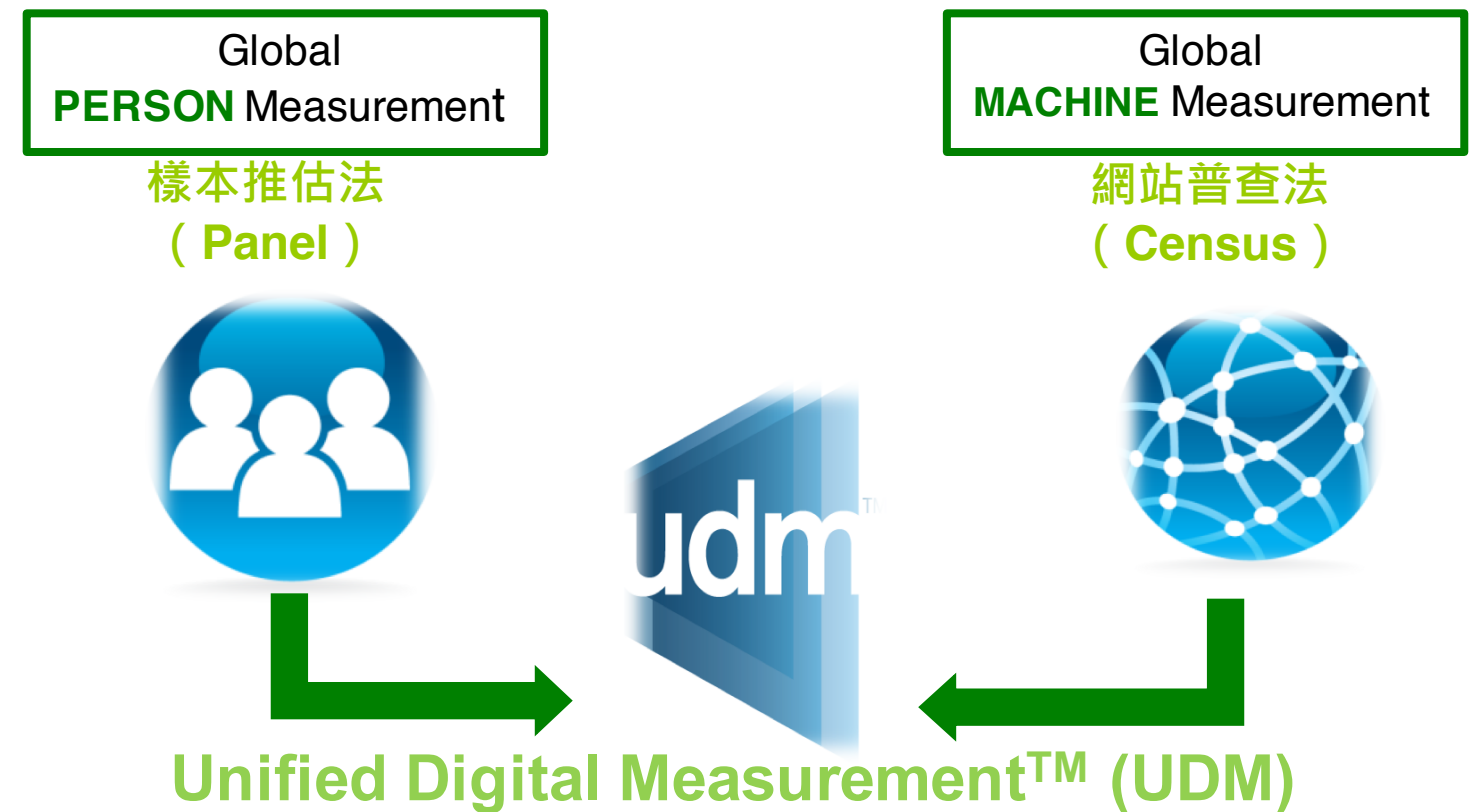 Global
PERSON Measurement
樣本推估法
（Panel）
Global
MACHINE Measurement
網站普查法
（Census）
udm™
Unified Digital Measurement™ (UDM)